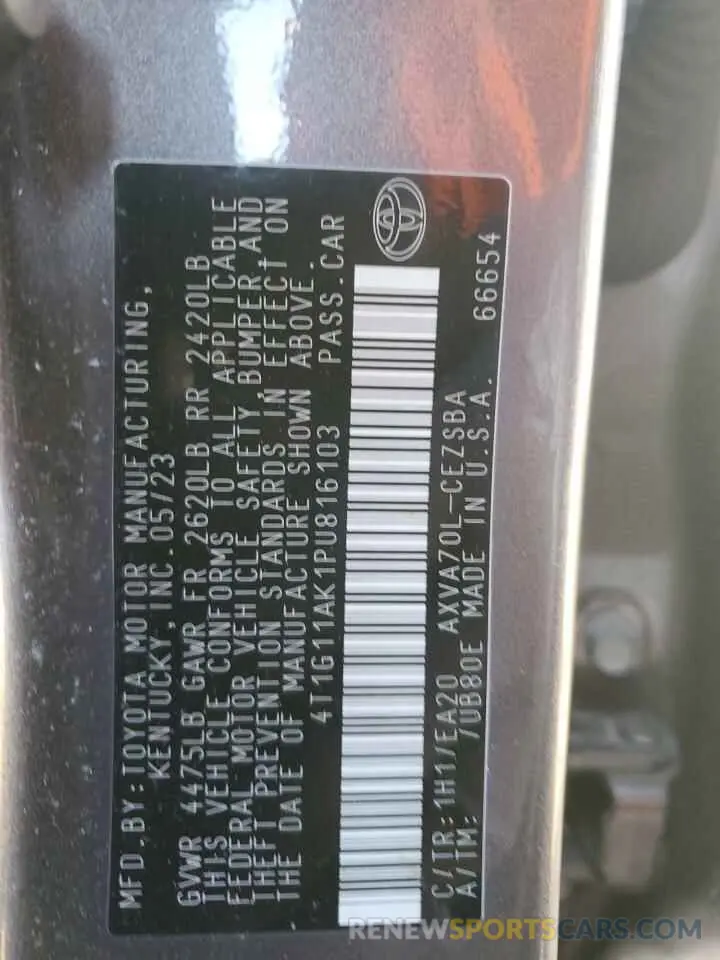 MFD.BY:TOYOTA MOTOR MANUFACTURING,
KENTUCKY,INC.05/23
GVWR 4475LB GAWR FR 2620LB RR 2420LB
THIS VEHICLE CONFORMS TO ALL APPLICABLE
FEDERAL MOTOR VEHICLE SAFETY,BUMPER,AND
THEFT PREVENTION STANDARDS IN EFFECT ON
THE DATE OF MANUFACTURE SHOWN ABOVE.
4T1G11AK1PU816103 PASS.CAR
C/TR:1H1/EA20 AXVA70L-CEZSBA
A/TM: /UB80E MADE IN U.S.A. 66654
RENEWSPORTSCARS.COM